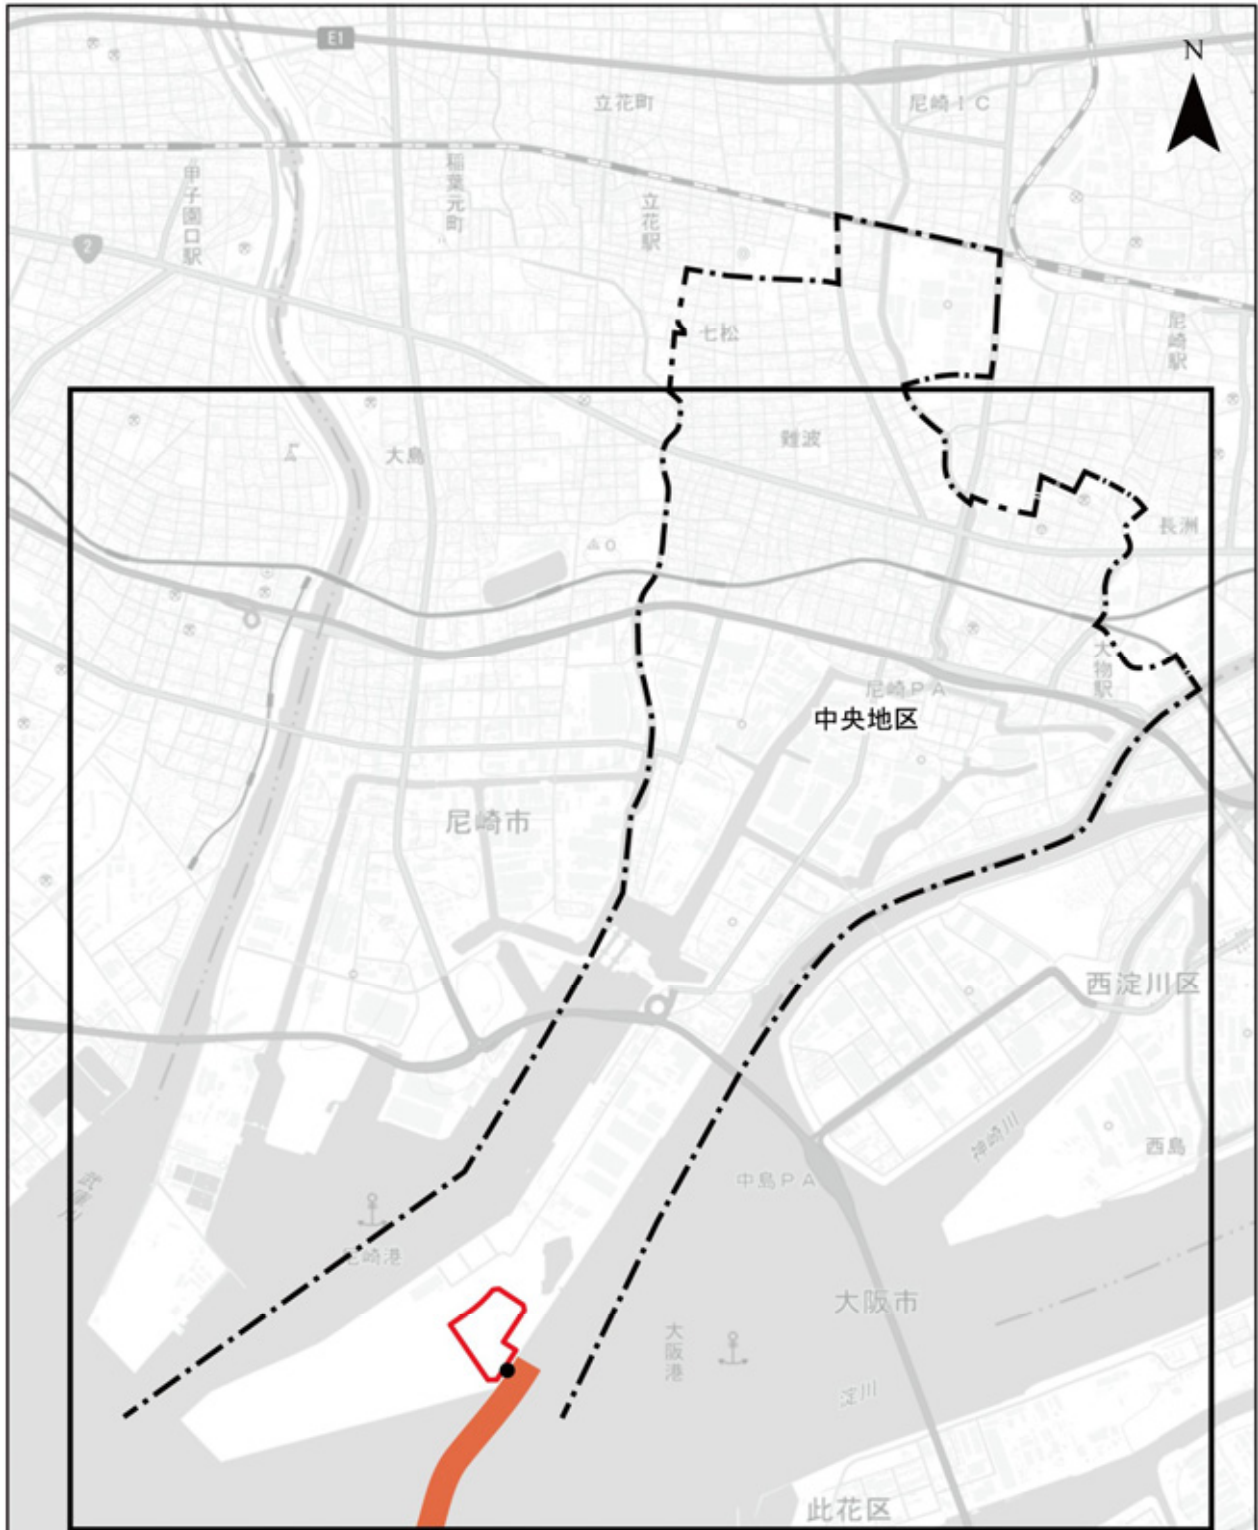 E1
N
立花町
尼崎IC
甲子園口駅
稲葉元町
立花駅
2
七松
尼崎駅
難波
大島
長洲
大物駅
尼崎PA
中央地区
尼崎市
西淀川区
神崎川
西島
中島PA
尼崎港
大阪市
大阪港
淀川
此花区